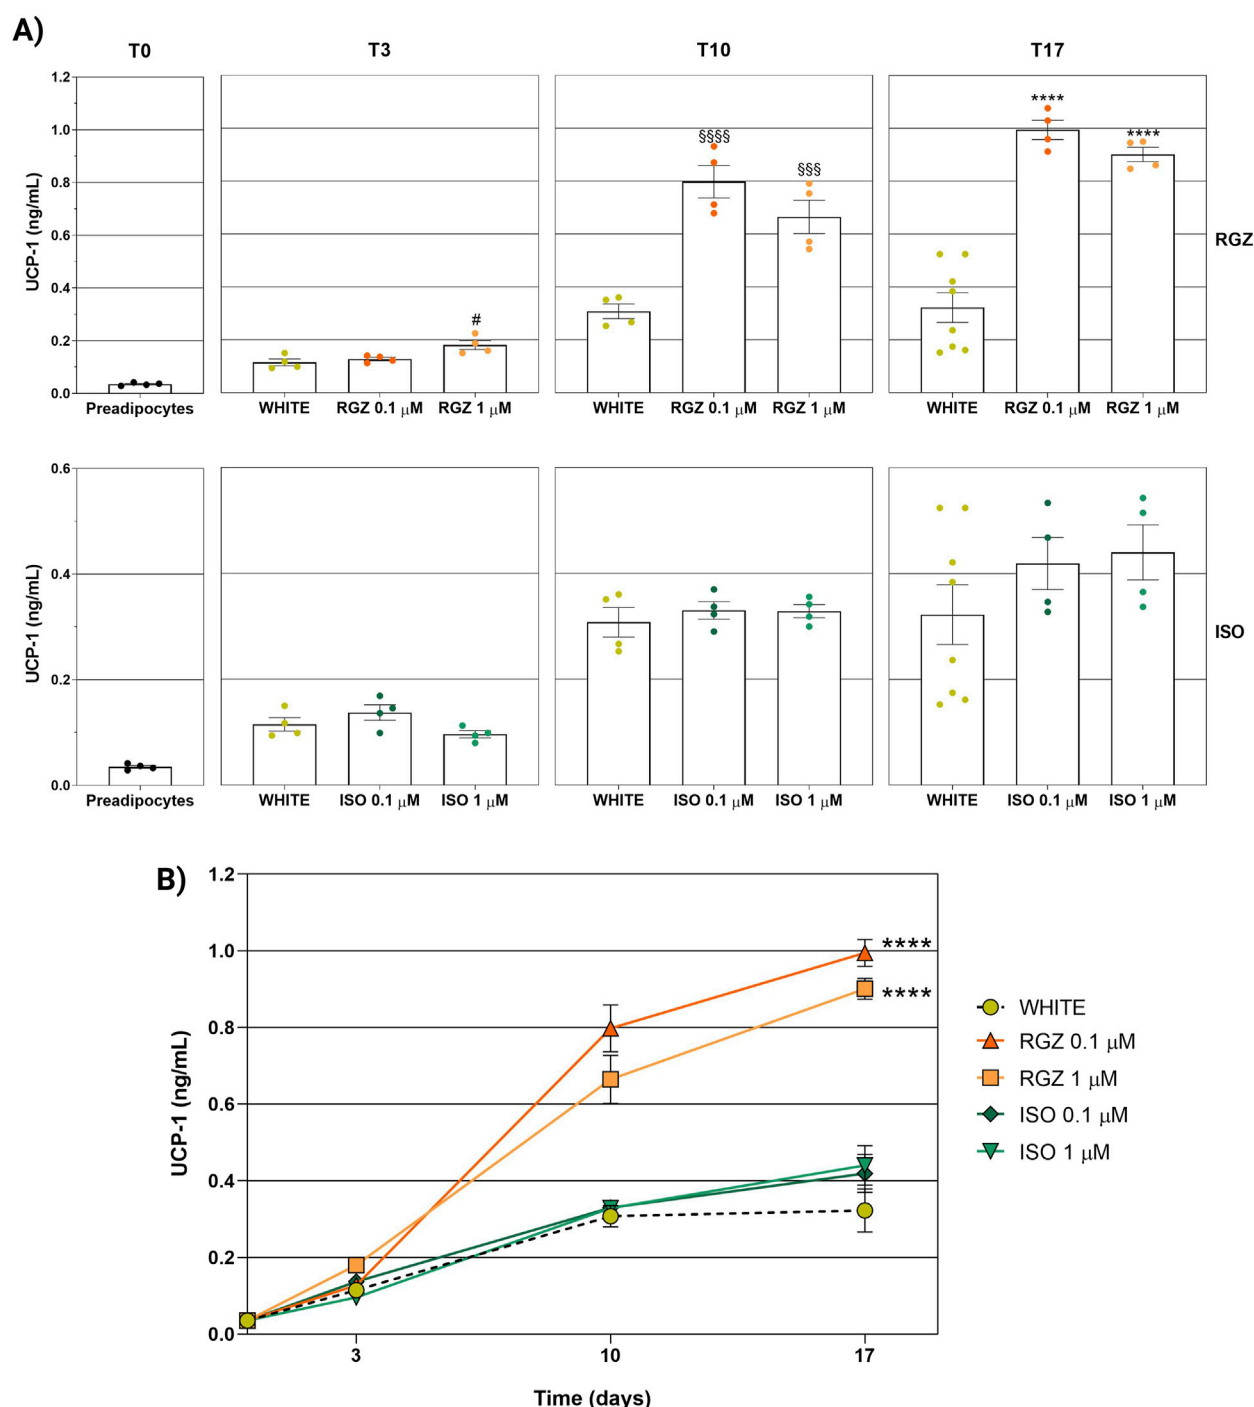 A)
T0 T3 T10 T17
1.2
1.0
0.8
0.6
0.4
0.2
0.0
UCP-1 (ng/mL)
#
§§§§
§§§
****
****
RGZ
Preadipocytes WHITE RGZ 0.1 μM RGZ 1 μM WHITE RGZ 0.1 μM RGZ 1 μM WHITE RGZ 0.1 μM RGZ 1 μM
0.6
0.4
0.2
0.0
UCP-1 (ng/mL)
ISO
Preadipocytes WHITE ISO 0.1 μM ISO 1 μM WHITE ISO 0.1 μM ISO 1 μM WHITE ISO 0.1 μM ISO 1 μM
B)
1.2
1.0
0.8
0.6
0.4
0.2
0.0
UCP-1 (ng/mL)
****
****
WHITE
RGZ 0.1 μM
RGZ 1 μM
ISO 0.1 μM
ISO 1 μM
3 10 17
Time (days)